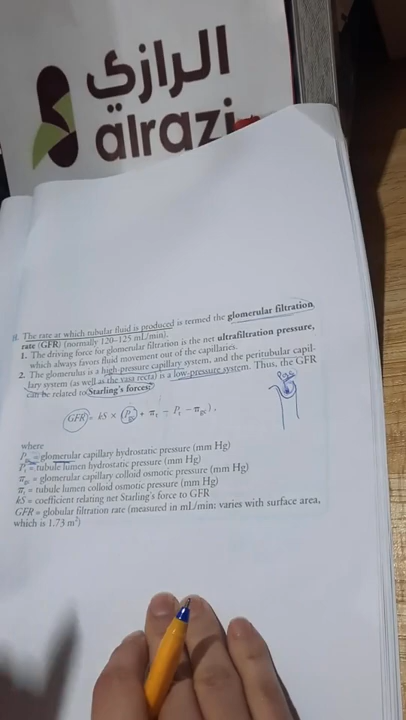 الرازي
alrazi
B. The rate at which tubular fluid is produced is termed the glomerular filtration
rate (GFR) (normally 120–125 mL/min).
1. The driving force for glomerular filtration is the net ultrafiltration pressure,
which always favors fluid movement out of the capillaries.
2. The glomerulus is a high-pressure capillary system, and the peritubular capil-
lary system (as well as the vasa recta) is a low-pressure system. Thus, the GFR
can be related to Starling's forces:
GFR = kS × (Pgc + πt − Pt − πgc).
where
Pgc = glomerular capillary hydrostatic pressure (mm Hg)
Pt = tubule lumen hydrostatic pressure (mm Hg)
πgc = glomerular capillary colloid osmotic pressure (mm Hg)
πt = tubule lumen colloid osmotic pressure (mm Hg)
kS = coefficient relating net Starling's force to GFR
GFR = globular filtration rate (measured in mL/min; varies with surface area,
which is 1.73 m²)